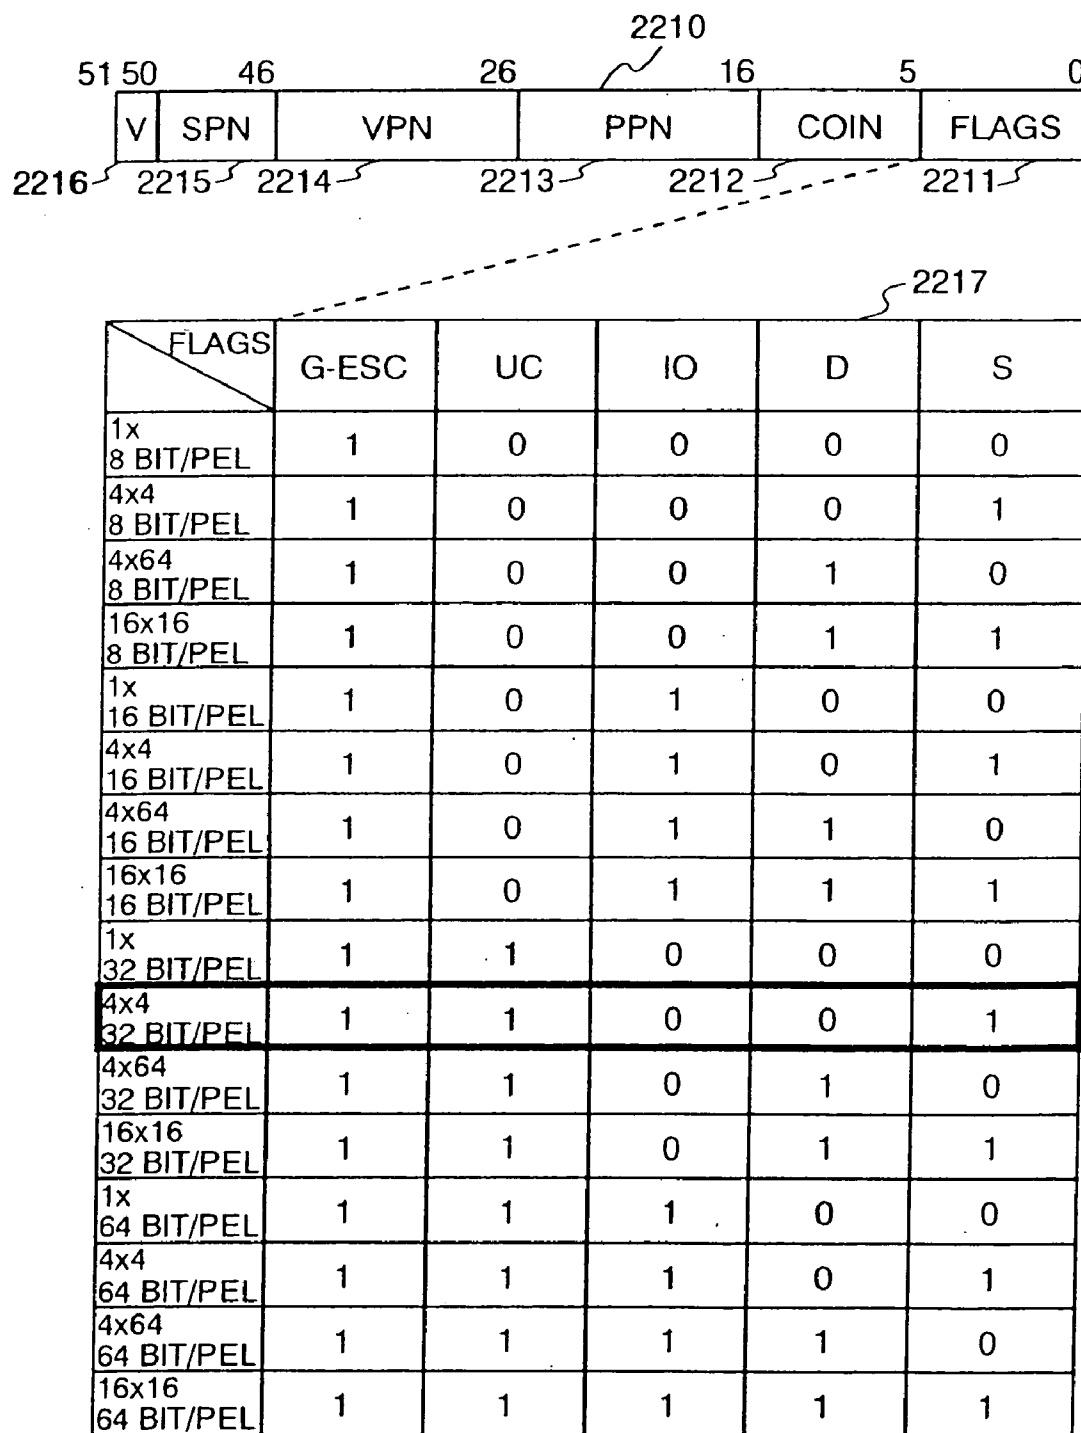 2210
51 50 46 26 16 5 0
V SPN VPN PPN COIN FLAGS
2216 2215 2214 2213 2212 2211
2217
FLAGS G-ESC UC IO D S
1x
8 BIT/PEL 1 0 0 0 0
4x4
8 BIT/PEL 1 0 0 0 1
4x64
8 BIT/PEL 1 0 0 1 0
16x16
8 BIT/PEL 1 0 0 1 1
1x
16 BIT/PEL 1 0 1 0 0
4x4
16 BIT/PEL 1 0 1 0 1
4x64
16 BIT/PEL 1 0 1 1 0
16x16
16 BIT/PEL 1 0 1 1 1
1x
32 BIT/PEL 1 1 0 0 0
4x4
32 BIT/PEL 1 1 0 0 1
4x64
32 BIT/PEL 1 1 0 1 0
16x16
32 BIT/PEL 1 1 0 1 1
1x
64 BIT/PEL 1 1 1 0 0
4x4
64 BIT/PEL 1 1 1 0 1
4x64
64 BIT/PEL 1 1 1 1 0
16x16
64 BIT/PEL 1 1 1 1 1